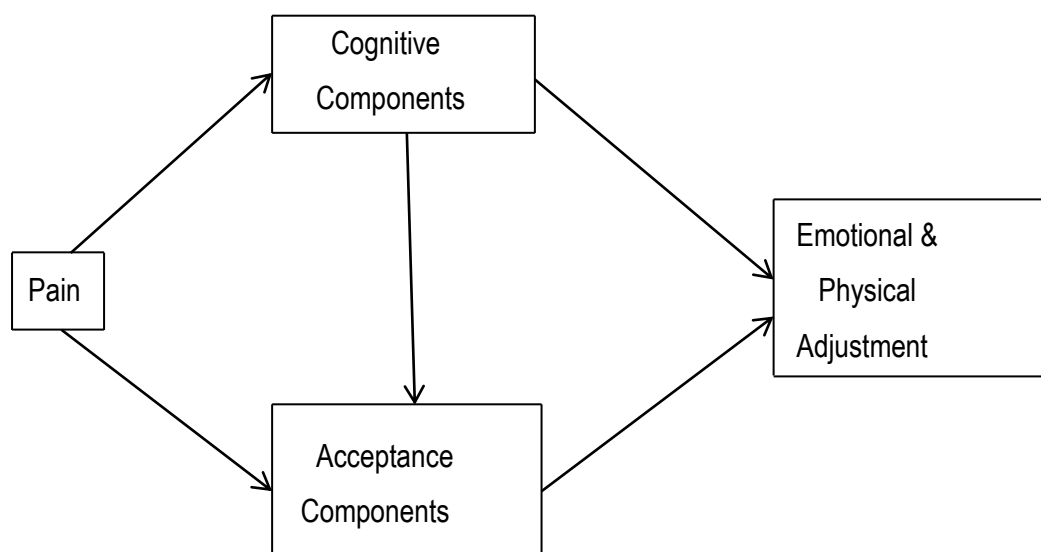 Cognitive
Components
Pain
Emotional &
Physical
Adjustment
Acceptance
Components